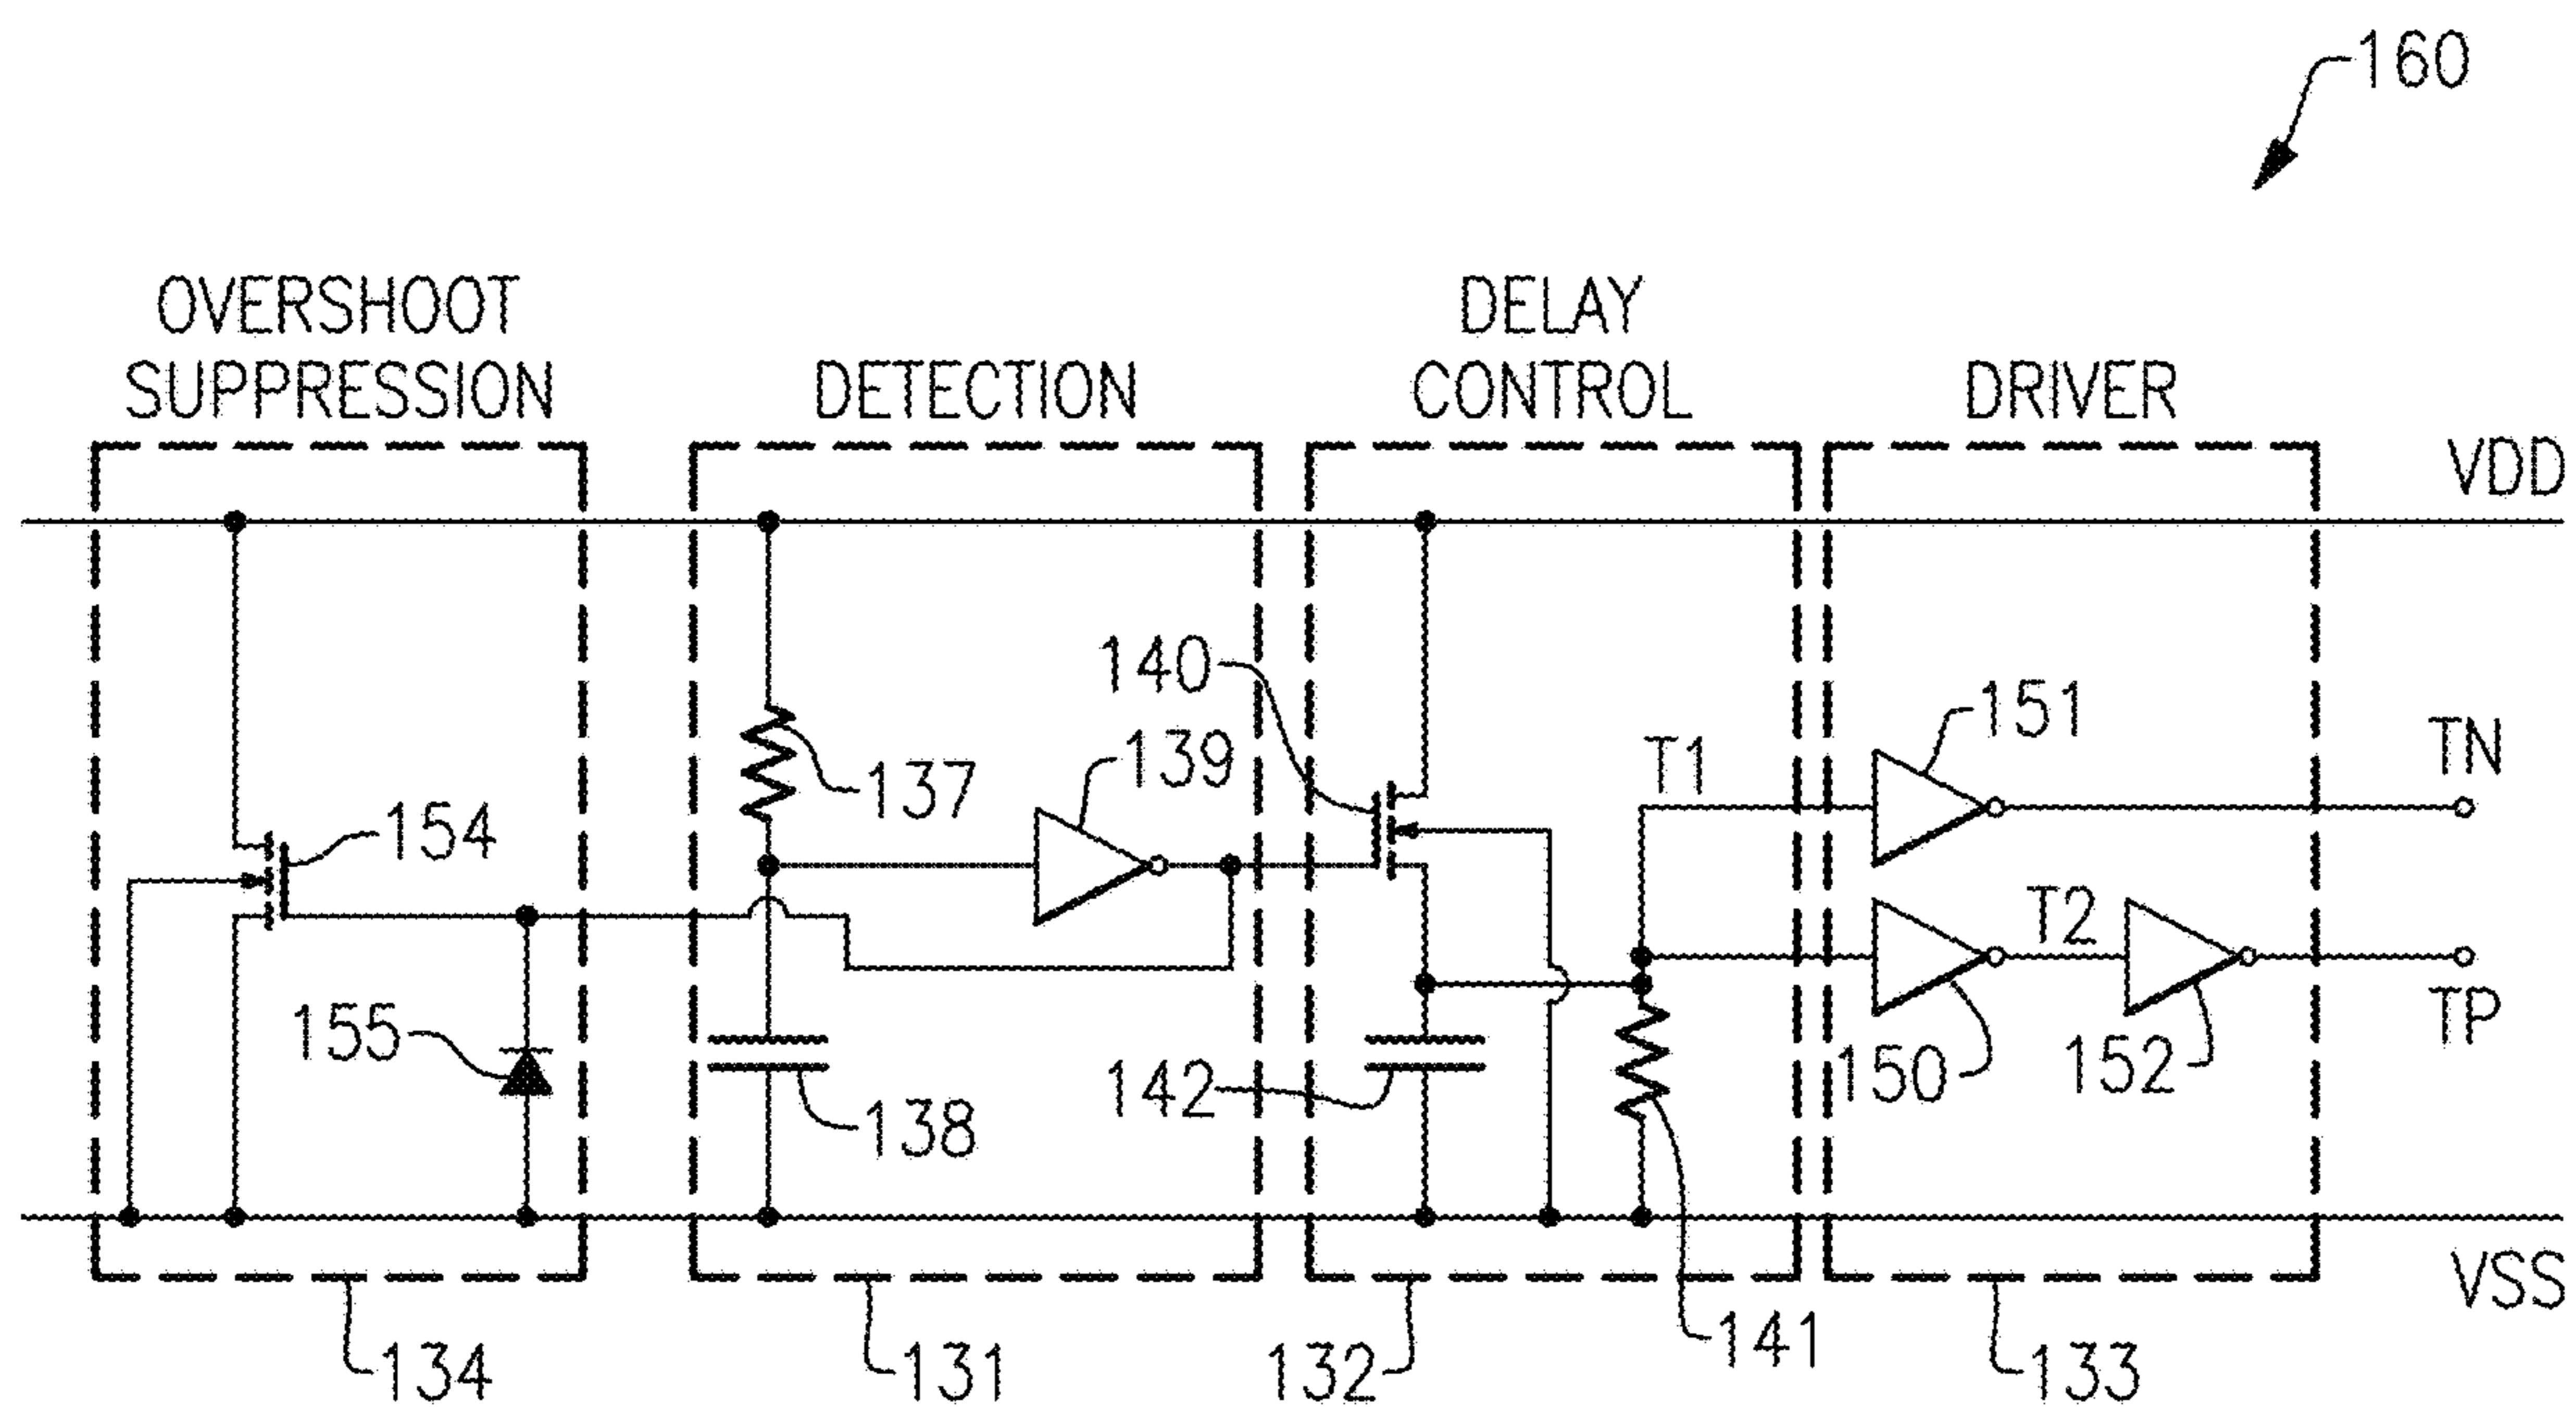 160
OVERSHOOT
SUPPRESSION
DETECTION
DELAY
CONTROL
DRIVER
VDD
140
151
T1
TN
139
137
154
T2
155
TP
150
152
142
138
VSS
141
134
131
132
133